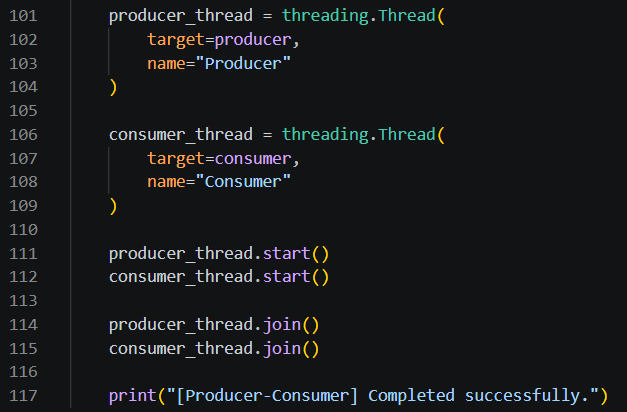 101 producer_thread = threading.Thread(
102     target=producer,
103     name="Producer"
104 )
105
106 consumer_thread = threading.Thread(
107     target=consumer,
108     name="Consumer"
109 )
110
111 producer_thread.start()
112 consumer_thread.start()
113
114 producer_thread.join()
115 consumer_thread.join()
116
117 print("[Producer-Consumer] Completed successfully.")